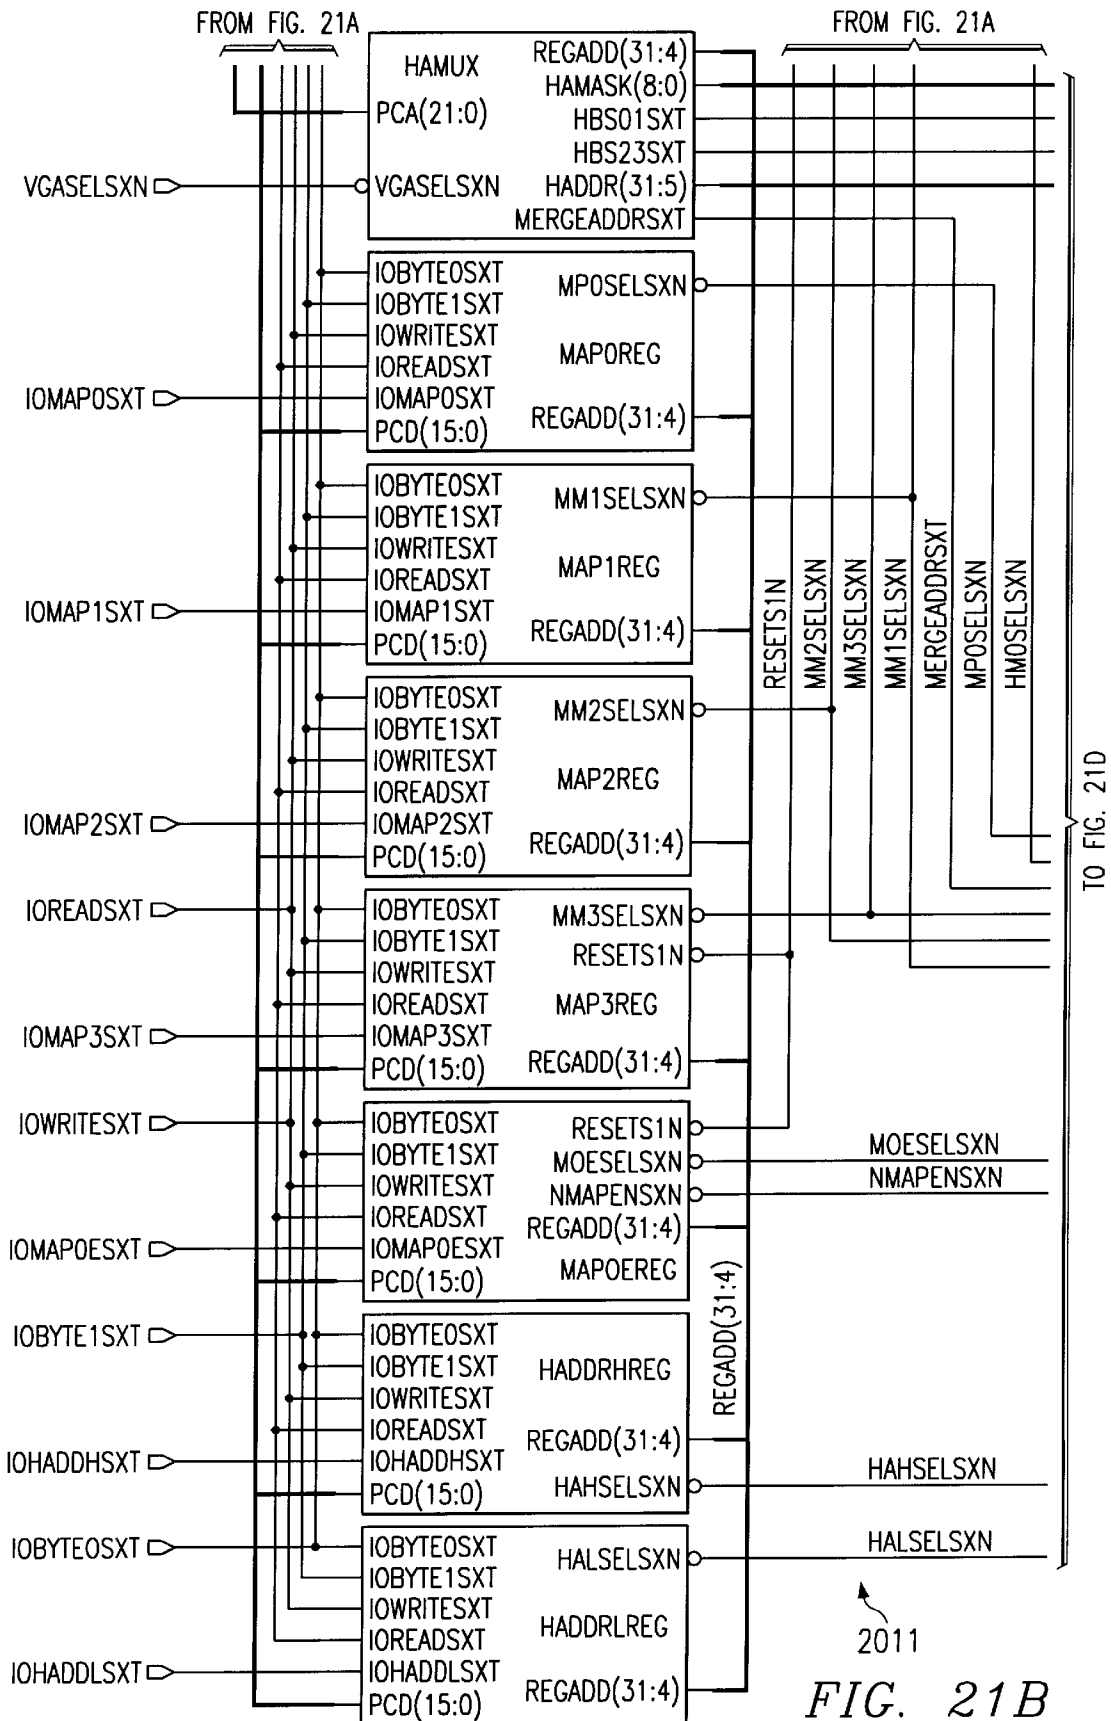 FROM FIG. 21A
FROM FIG. 21A
HAMUX
REGADD(31:4)
HAMASK(8:0)
PCA(21:0)
HBS01SXT
HBS23SXT
VGASELSXN
VGASELSXN
HADDR(31:5)
MERGEADDRSXT
IOBYTE0SXT
MP0SELSXN
IOBYTE1SXT
IOWRITESXT
MAP0REG
IOREADSXT
IOMAP0SXT
IOMAP0SXT
REGADD(31:4)
PCD(15:0)
IOBYTE0SXT
MM1SELSXN
IOBYTE1SXT
IOWRITESXT
MAP1REG
IOREADSXT
IOMAP1SXT
IOMAP1SXT
REGADD(31:4)
PCD(15:0)
RESETS1N
MM2SELSXN
MM3SELSXN
MM1SELSXN
MERGEADDRSXT
MP0SELSXN
HM0SELSXN
IOBYTE0SXT
MM2SELSXN
IOBYTE1SXT
IOWRITESXT
MAP2REG
IOREADSXT
IOMAP2SXT
IOMAP2SXT
REGADD(31:4)
PCD(15:0)
TO FIG. 21D
IOREADSXT
IOBYTE0SXT
MM3SELSXN
IOBYTE1SXT
RESETS1N
IOWRITESXT
IOREADSXT
MAP3REG
IOMAP3SXT
IOMAP3SXT
REGADD(31:4)
PCD(15:0)
IOWRITESXT
IOBYTE0SXT
RESETS1N
IOBYTE1SXT
MOESELSXN
MOESELSXN
IOWRITESXT
NMAPENSXN
NMAPENSXN
IOREADSXT
REGADD(31:4)
IOMAP0ESXT
IOMAP0ESXT
MAPOEREG
PCD(15:0)
REGADD(31:4)
IOBYTE1SXT
IOBYTE0SXT
IOBYTE1SXT
HADDRHREG
IOWRITESXT
IOREADSXT
REGADD(31:4)
IOHADDHSXT
IOHADDHSXT
PCD(15:0)
HAHSELSXN
HAHSELSXN
IOBYTE0SXT
IOBYTE0SXT
HALSELSXN
HALSELSXN
IOBYTE1SXT
IOWRITESXT
HADDRLREG
IOREADSXT
2011
IOHADDLSXT
IOHADDLSXT
REGADD(31:4)
PCD(15:0)
FIG. 21B